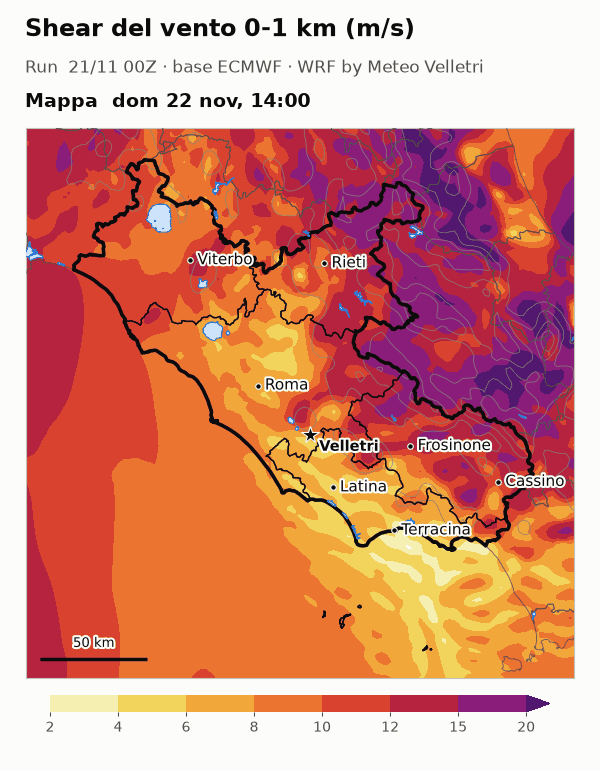 Shear del vento 0-1 km (m/s)
Run  21/11 00Z · base ECMWF · WRF by Meteo Velletri
Mappa  dom 22 nov, 14:00
Viterbo
Rieti
Roma
Velletri
Frosinone
Latina
Cassino
Terracina
50 km
2 4 6 8 10 12 15 20